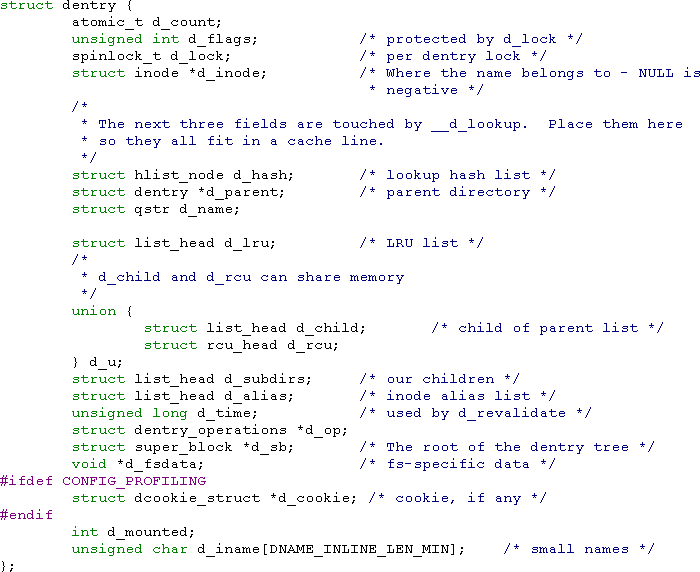 struct dentry {
        atomic_t d_count;
        unsigned int d_flags;           /* protected by d_lock */
        spinlock_t d_lock;              /* per dentry lock */
        struct inode *d_inode;          /* Where the name belongs to - NULL is
                                         * negative */
        /*
         * The next three fields are touched by __d_lookup.  Place them here
         * so they all fit in a cache line.
         */
        struct hlist_node d_hash;       /* lookup hash list */
        struct dentry *d_parent;        /* parent directory */
        struct qstr d_name;

        struct list_head d_lru;         /* LRU list */
        /*
         * d_child and d_rcu can share memory
         */
        union {
                struct list_head d_child;       /* child of parent list */
                struct rcu_head d_rcu;
        } d_u;
        struct list_head d_subdirs;     /* our children */
        struct list_head d_alias;       /* inode alias list */
        unsigned long d_time;           /* used by d_revalidate */
        struct dentry_operations *d_op;
        struct super_block *d_sb;       /* The root of the dentry tree */
        void *d_fsdata;                 /* fs-specific data */
#ifdef CONFIG_PROFILING
        struct dcookie_struct *d_cookie; /* cookie, if any */
#endif
        int d_mounted;
        unsigned char d_iname[DNAME_INLINE_LEN_MIN];    /* small names */
};